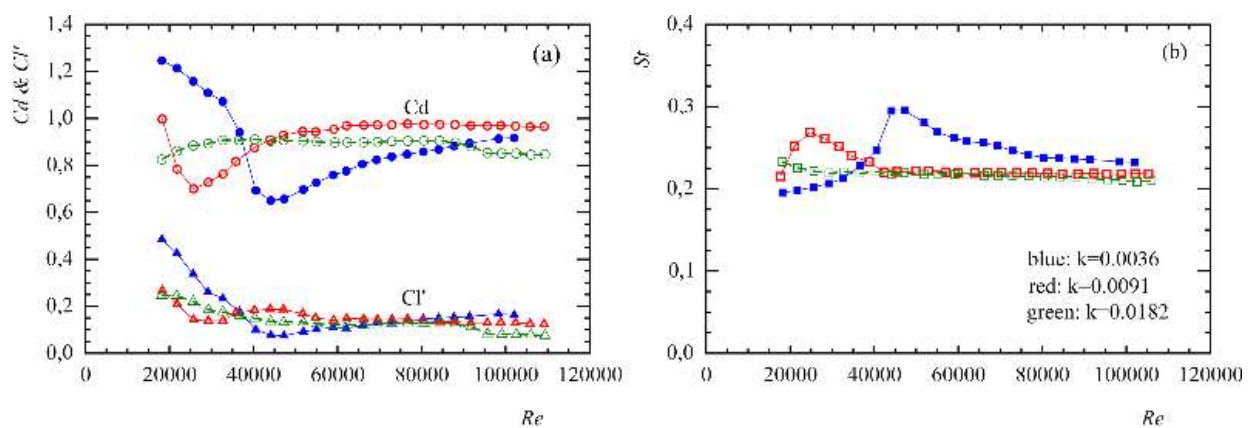 1,4
1,2
1,0
0,8
0,6
0,4
0,2
0,0
Cd & Cl'
(a)
Cd
Cl'
0 20000 40000 60000 80000 100000 120000
Re
0,4
0,3
0,2
0,1
0,0
St
(b)
blue: k=0.0036
red: k=0.0091
green: k=0.0182
0 20000 40000 60000 80000 100000 120000
Re